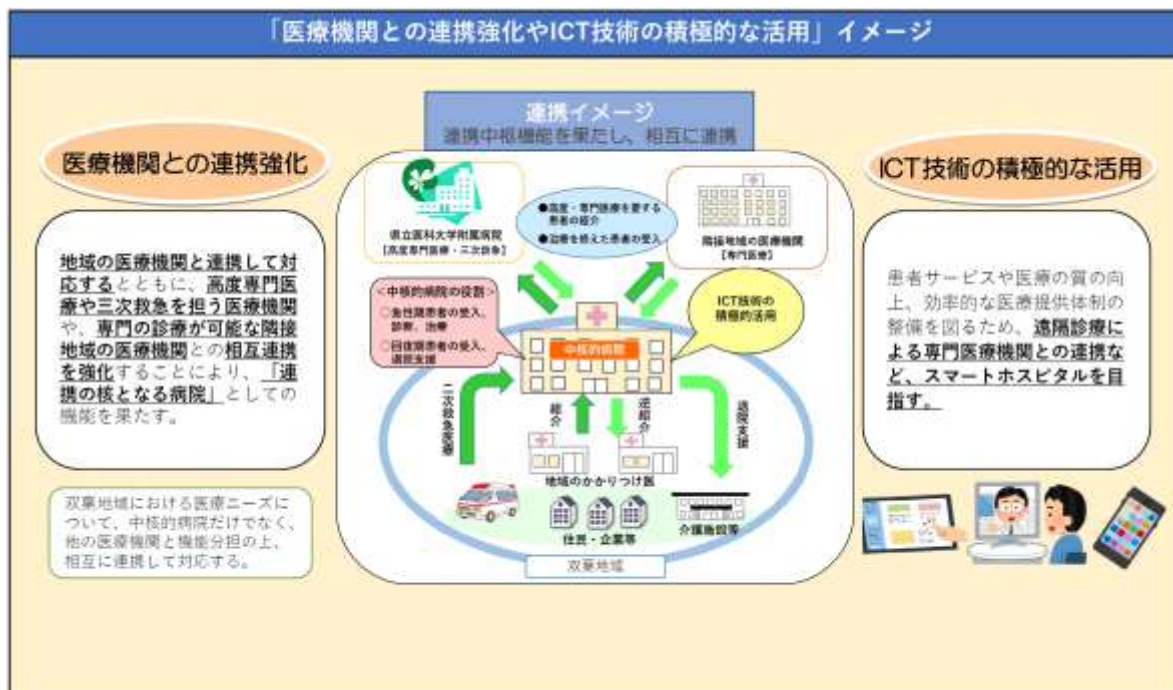 「医療機関との連携強化やICT技術の積極的な活用」イメージ
医療機関との連携強化
地域の医療機関と連携して対
応するとともに、高度専門医
療や三次救急を担う医療機関
や、専門の診療が可能な隣接
地域の医療機関との相互連携
を強化することにより、「連
携の核となる病院」としての
機能を果たす。
双葉地域における医療ニーズに
ついて、中核的病院だけでなく、
他の医療機関と機能分担の上、
相互に連携して対応する。
連携イメージ
連携中枢機能を果たし、相互に連携
県立医科大学附属病院
【高度専門医療・三次救急】
●高度・専門医療を要する
患者の紹介
●治療を終えた患者の受入
隣接地域の医療機関
【専門医療】
<中核的病院の役割>
○急性期患者の受入、
診察、治療
○回復期患者の受入、
退院支援
ICT技術の
積極的活用
中核的病院
二次救急医療
紹介
逆紹介
退院支援
地域のかかりつけ医
住民・企業等
介護施設等
双葉地域
ICT技術の積極的な活用
患者サービスや医療の質の向
上、効率的な医療提供体制の
整備を図るため、遠隔診療に
よる専門医療機関との連携な
ど、スマートホスピタルを目
指す。